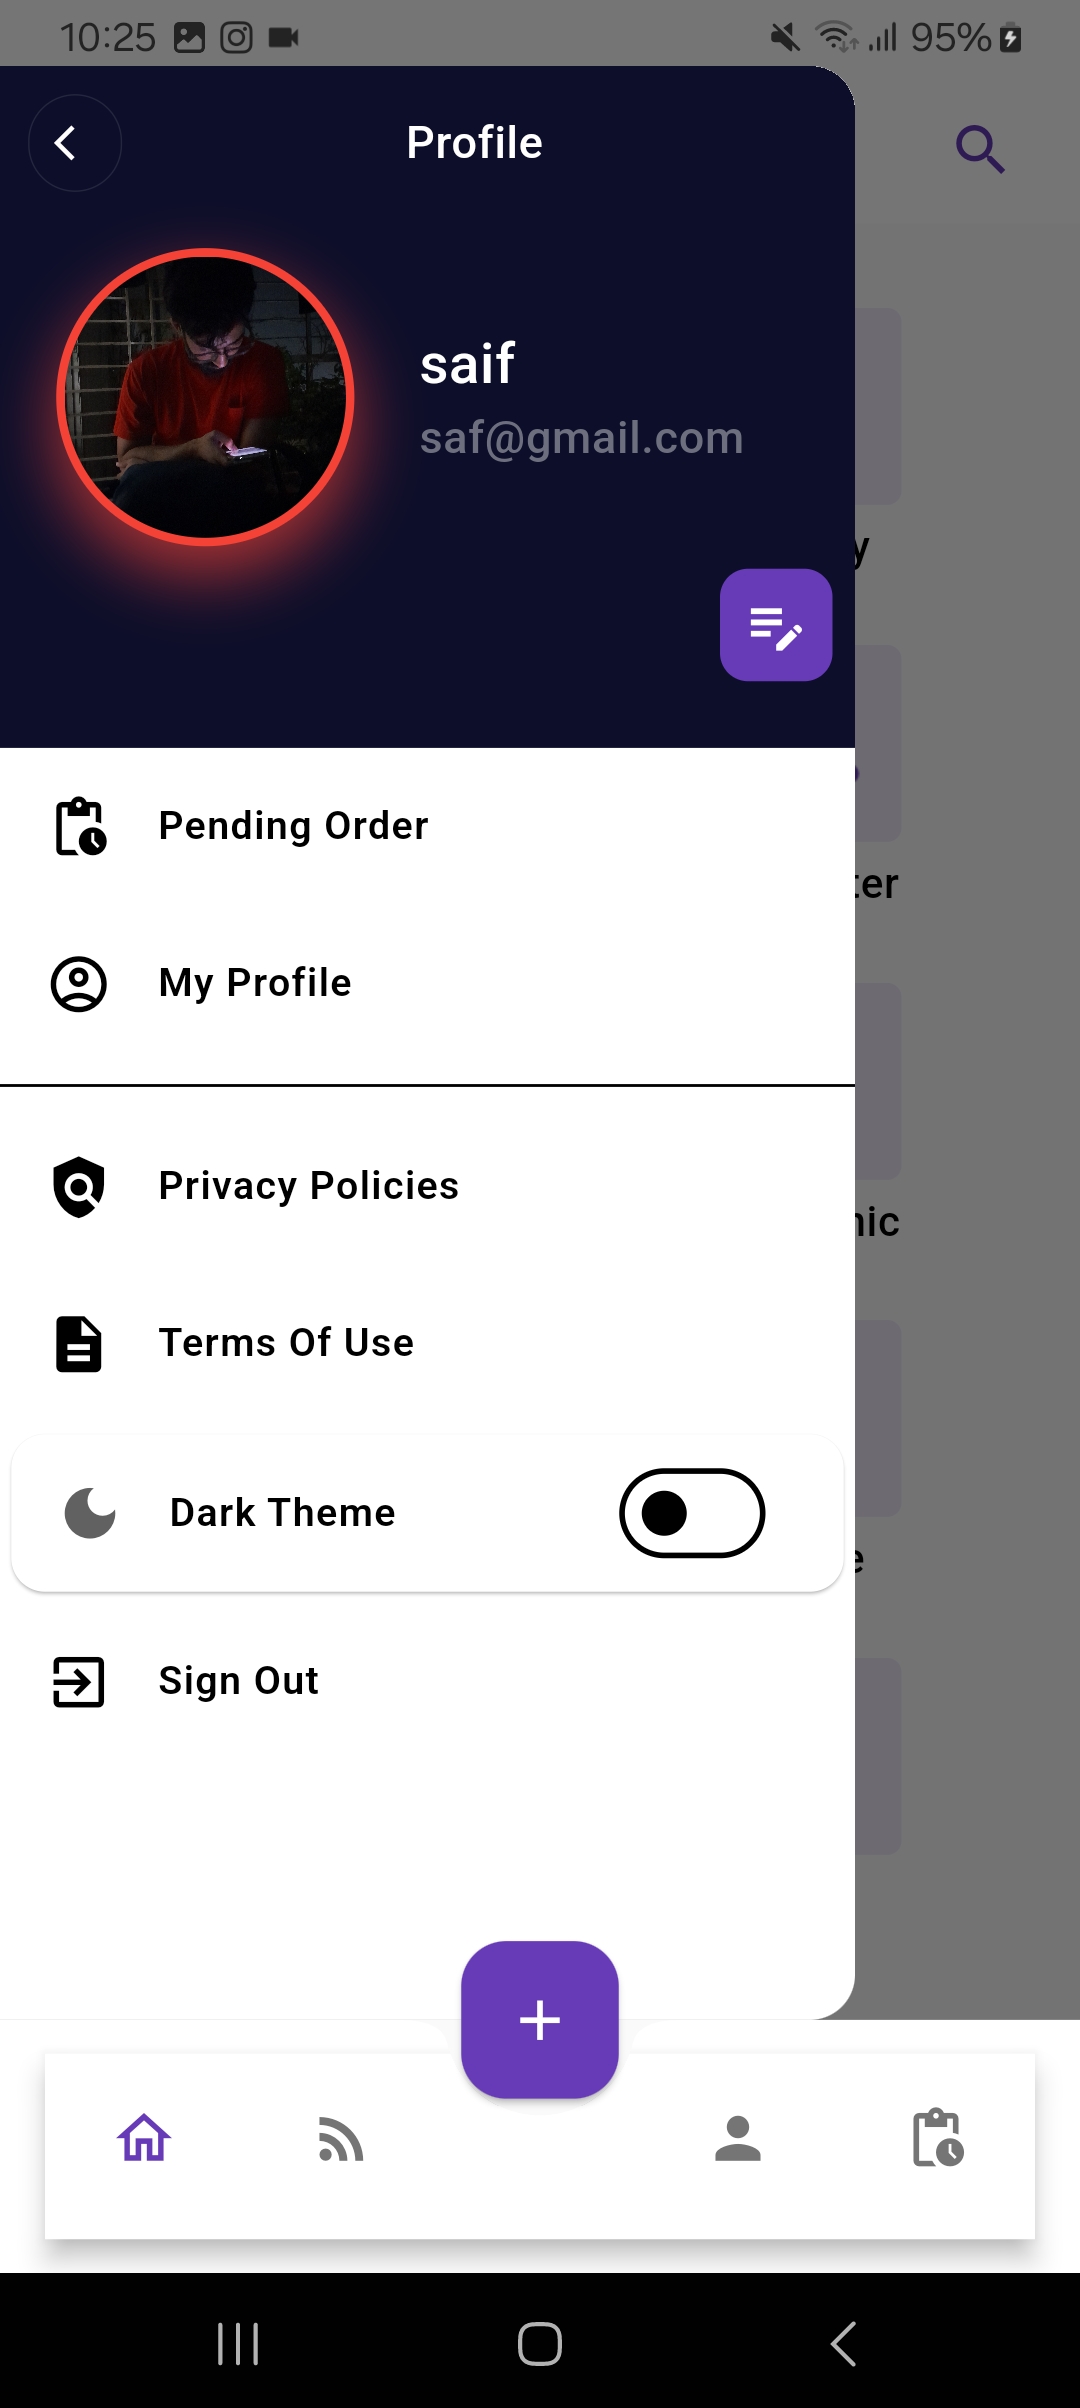 10:25 95%
Profile
saif
saf@gmail.com
y
Pending Order
ter
My Profile
Privacy Policies
nic
Terms Of Use
Dark Theme
e
Sign Out